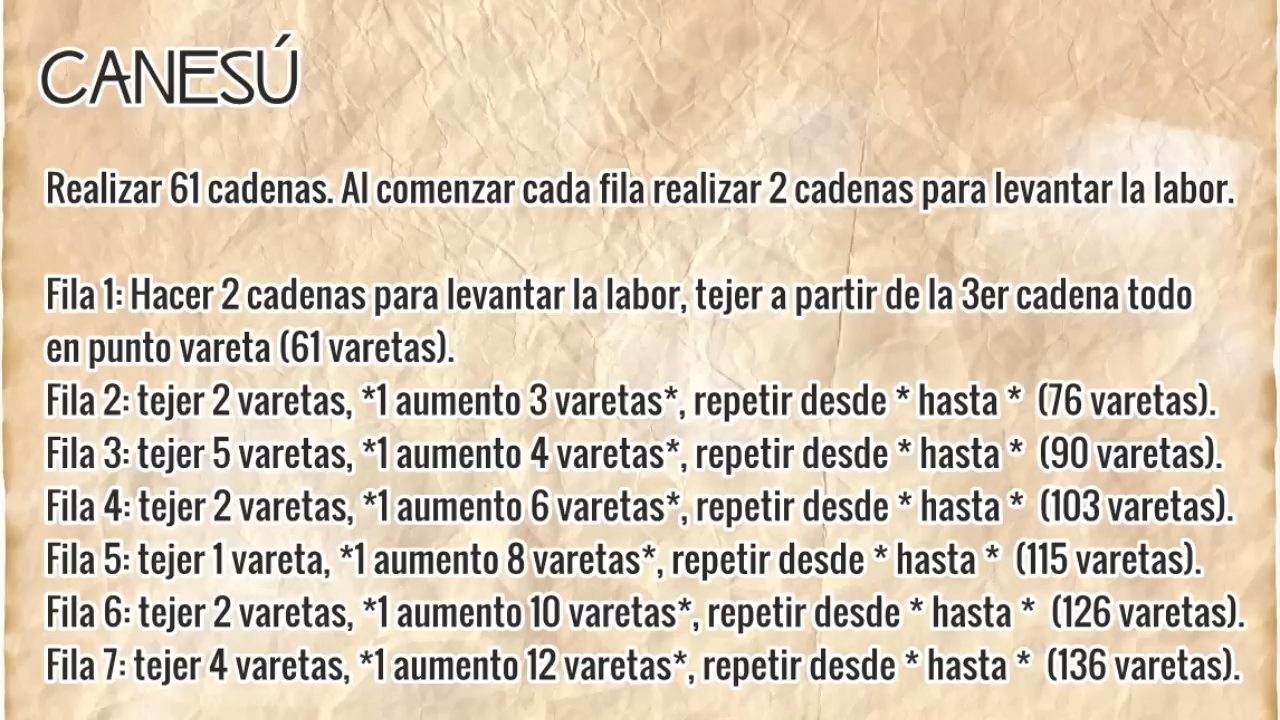 CANESÚ
Realizar 61 cadenas. Al comenzar cada fila realizar 2 cadenas para levantar la labor.
Fila 1: Hacer 2 cadenas para levantar la labor, tejer a partir de la 3er cadena todo
en punto vareta (61 varetas).
Fila 2: tejer 2 varetas, *1 aumento 3 varetas*, repetir desde * hasta * (76 varetas).
Fila 3: tejer 5 varetas, *1 aumento 4 varetas*, repetir desde * hasta * (90 varetas).
Fila 4: tejer 2 varetas, *1 aumento 6 varetas*, repetir desde * hasta * (103 varetas).
Fila 5: tejer 1 vareta, *1 aumento 8 varetas*, repetir desde * hasta * (115 varetas).
Fila 6: tejer 2 varetas, *1 aumento 10 varetas*, repetir desde * hasta * (126 varetas).
Fila 7: tejer 4 varetas, *1 aumento 12 varetas*, repetir desde * hasta * (136 varetas).